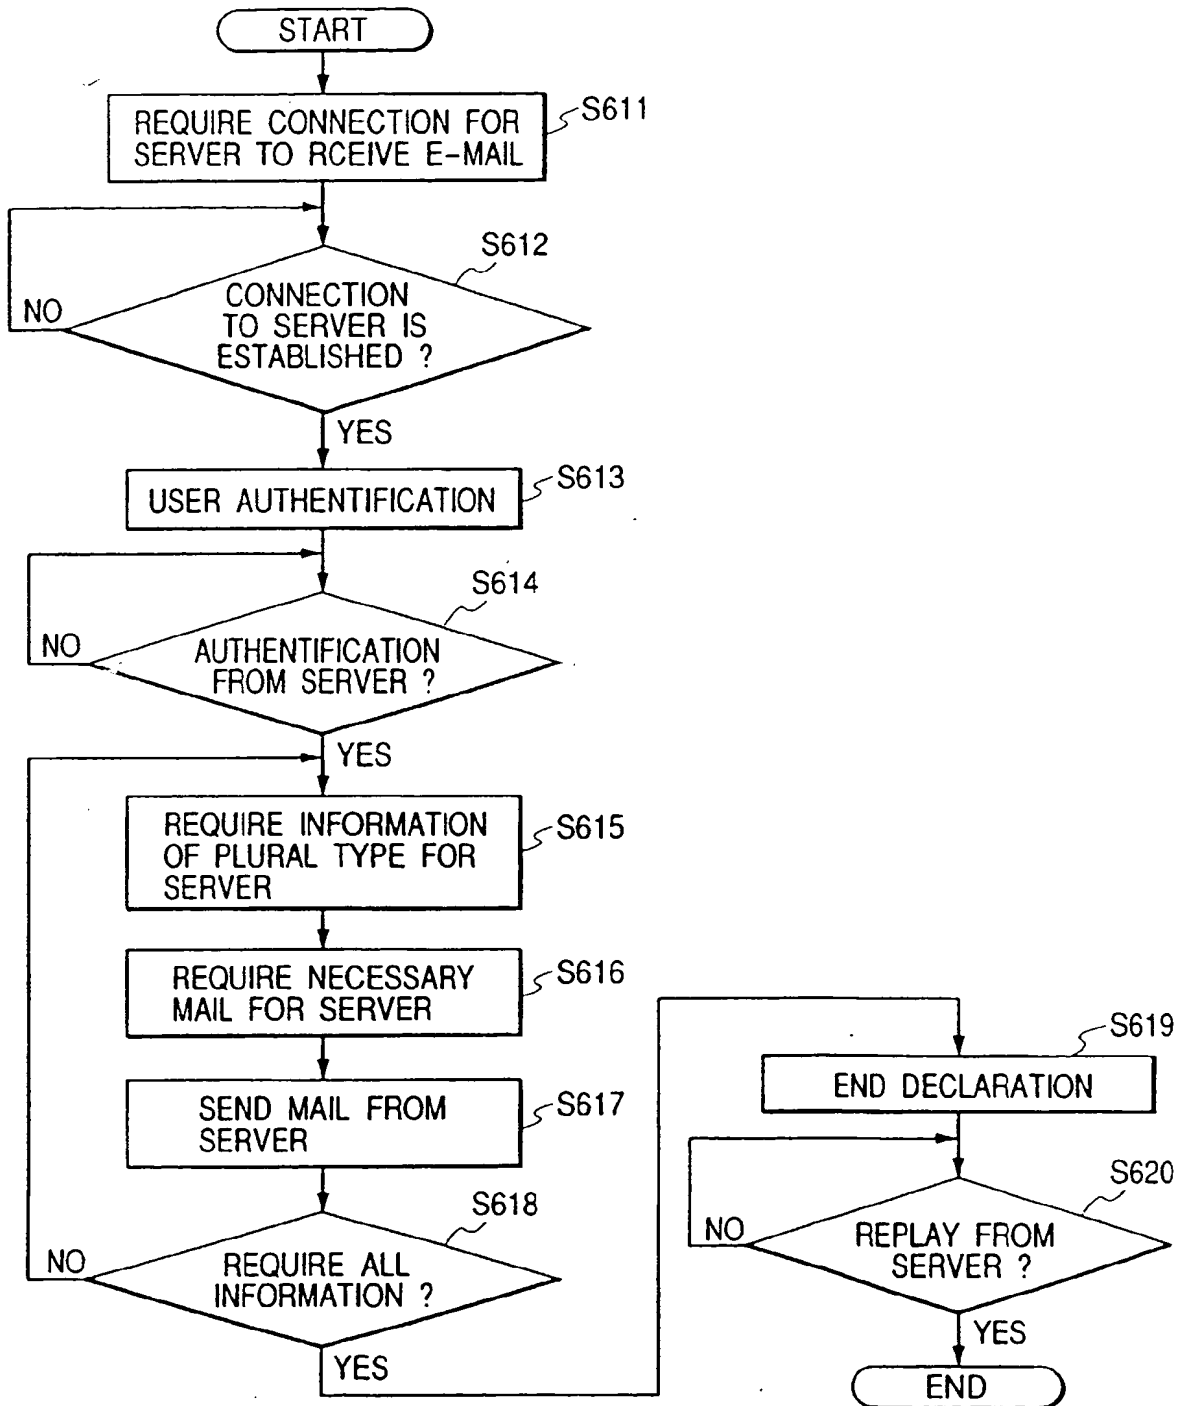 START
REQUIRE CONNECTION FOR
SERVER TO RCEIVE E-MAIL
S611
S612
CONNECTION
TO SERVER IS
ESTABLISHED ?
NO
YES
USER AUTHENTIFICATION
S613
S614
AUTHENTIFICATION
FROM SERVER ?
NO
YES
REQUIRE INFORMATION
OF PLURAL TYPE FOR
SERVER
S615
REQUIRE NECESSARY
MAIL FOR SERVER
S616
SEND MAIL FROM
SERVER
S617
S618
REQUIRE ALL
INFORMATION ?
NO
YES
S619
END DECLARATION
S620
REPLAY FROM
SERVER ?
NO
YES
END